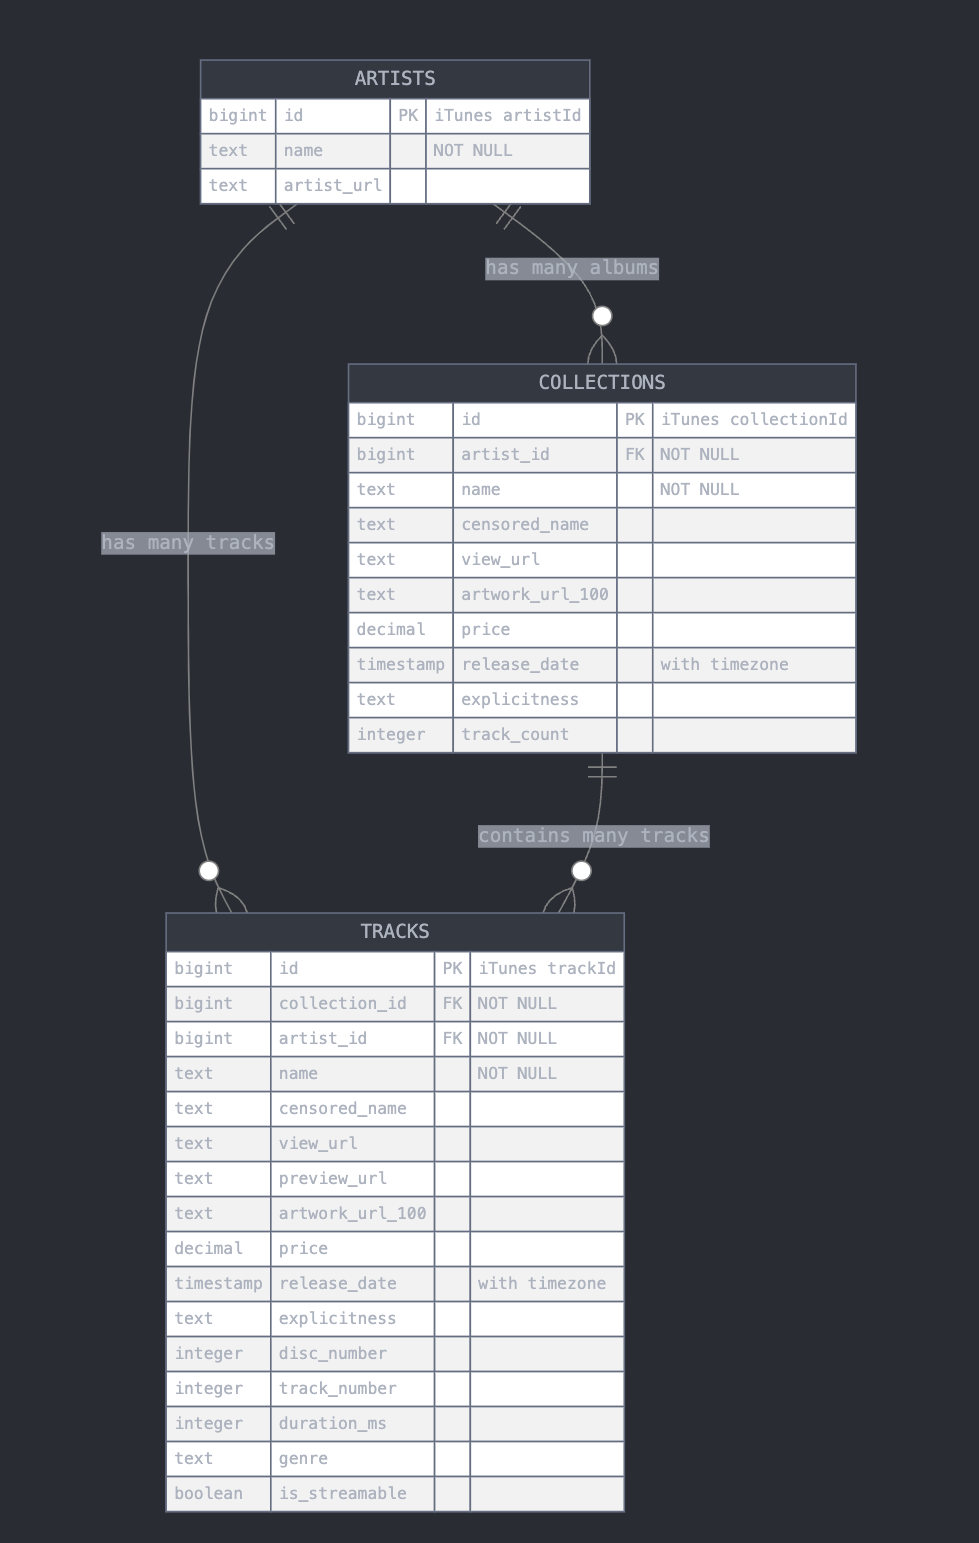 ARTISTS
bigint id PK iTunes artistId
text name NOT NULL
text artist_url
has many albums
COLLECTIONS
bigint id PK iTunes collectionId
bigint artist_id FK NOT NULL
text name NOT NULL
text censored_name
has many tracks
text view_url
text artwork_url_100
decimal price
timestamp release_date with timezone
text explicitness
integer track_count
contains many tracks
TRACKS
bigint id PK iTunes trackId
bigint collection_id FK NOT NULL
bigint artist_id FK NOT NULL
text name NOT NULL
text censored_name
text view_url
text preview_url
text artwork_url_100
decimal price
timestamp release_date with timezone
text explicitness
integer disc_number
integer track_number
integer duration_ms
text genre
boolean is_streamable